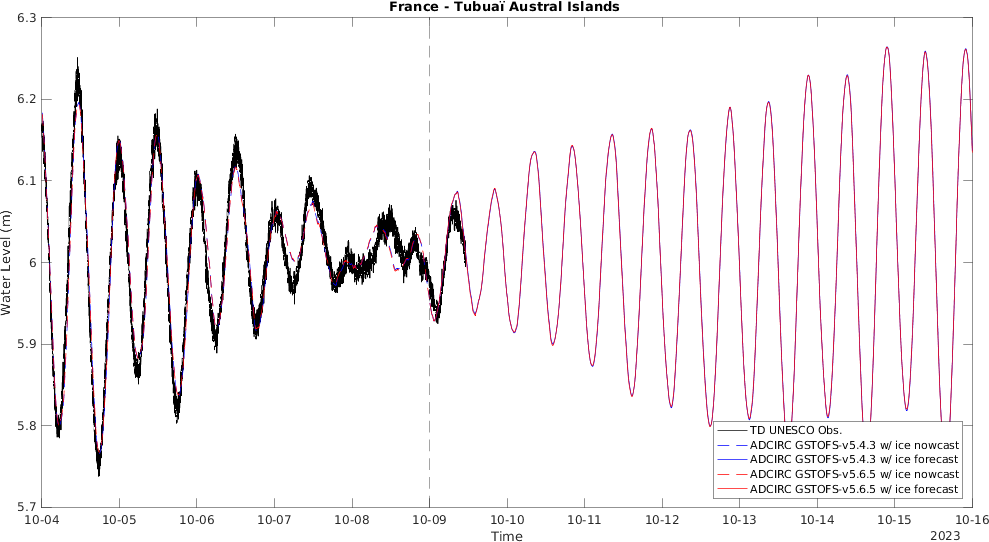 France - Tubuaï Austral Islands
Water Level (m)
6.3
6.2
6.1
6
5.9
5.8
5.7
TD UNESCO Obs.
ADCIRC GSTOFS-v5.4.3 w/ ice nowcast
ADCIRC GSTOFS-v5.4.3 w/ ice forecast
ADCIRC GSTOFS-v5.6.5 w/ ice nowcast
ADCIRC GSTOFS-v5.6.5 w/ ice forecast
10-04 10-05 10-06 10-07 10-08 10-09 10-10 10-11 10-12 10-13 10-14 10-15 10-16
Time
2023